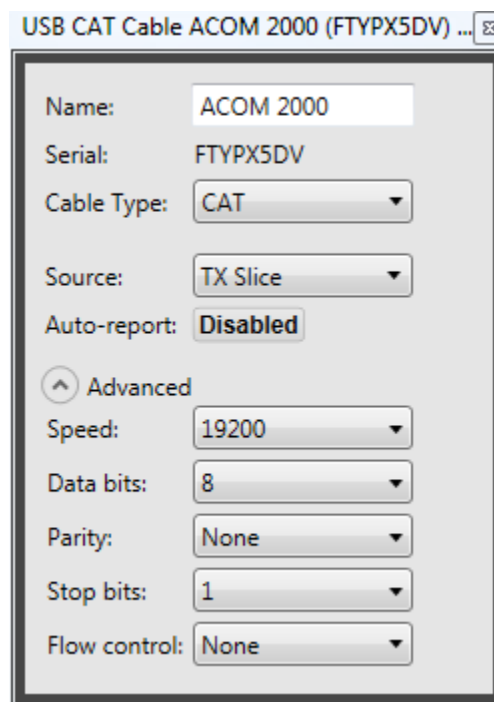 USB CAT Cable ACOM 2000 (FTYPX5DV) ...
Name: ACOM 2000
Serial: FTYPX5DV
Cable Type: CAT
Source: TX Slice
Auto-report: Disabled
Advanced
Speed: 19200
Data bits: 8
Parity: None
Stop bits: 1
Flow control: None